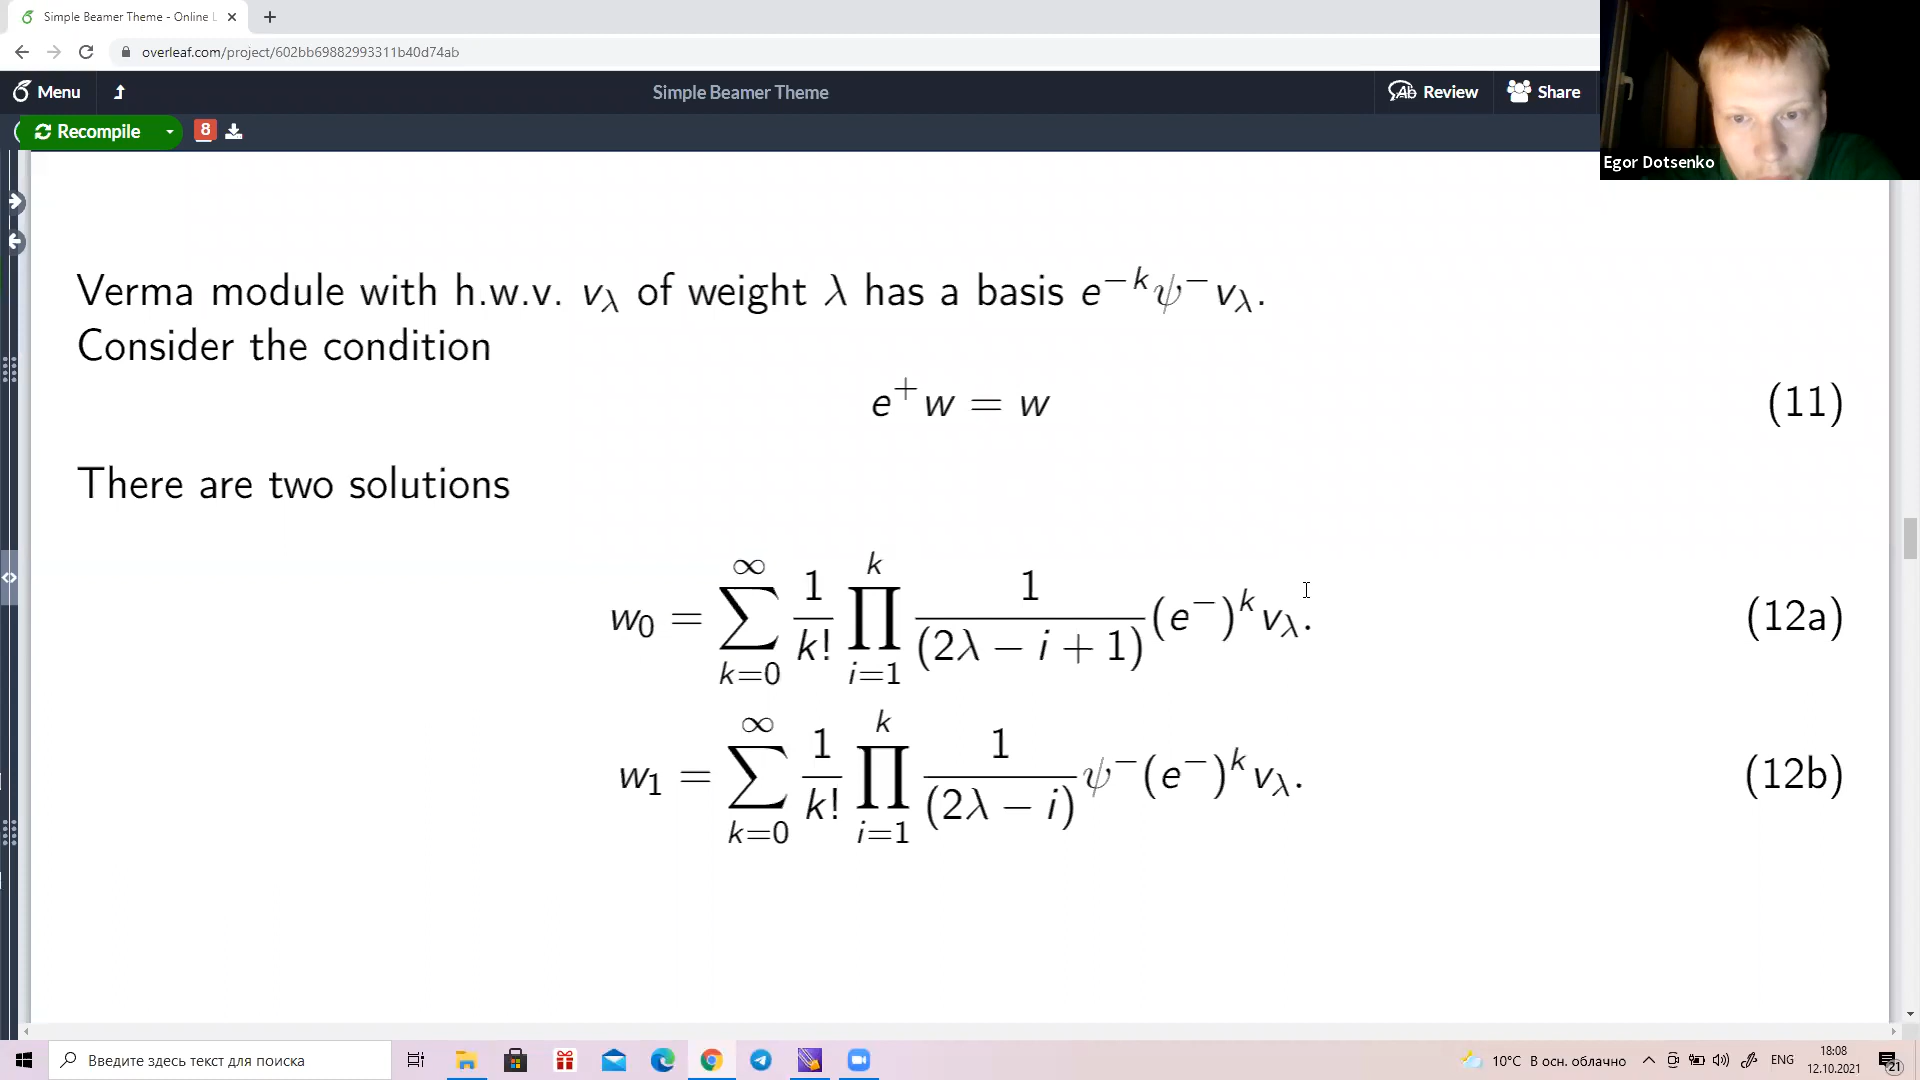 Simple Beamer Theme - Online L
overleaf.com/project/602bb69882993311b40d74ab
Menu
Simple Beamer Theme
Review
Share
Recompile
8
Egor Dotsenko
Verma module with h.w.v. v_λ of weight λ has a basis e^{-k}ψ^- v_λ.
Consider the condition
e^+ w = w (11)
There are two solutions
w_0 = \sum_{k=0}^{∞} \frac{1}{k!} \prod_{i=1}^{k} \frac{1}{(2λ − i + 1)} (e^-)^k v_λ. (12a)
w_1 = \sum_{k=0}^{∞} \frac{1}{k!} \prod_{i=1}^{k} \frac{1}{(2λ − i)} ψ^- (e^-)^k v_λ. (12b)
Введите здесь текст для поиска
10°C В осн. облачно
ENG
18:08
12.10.2021
21